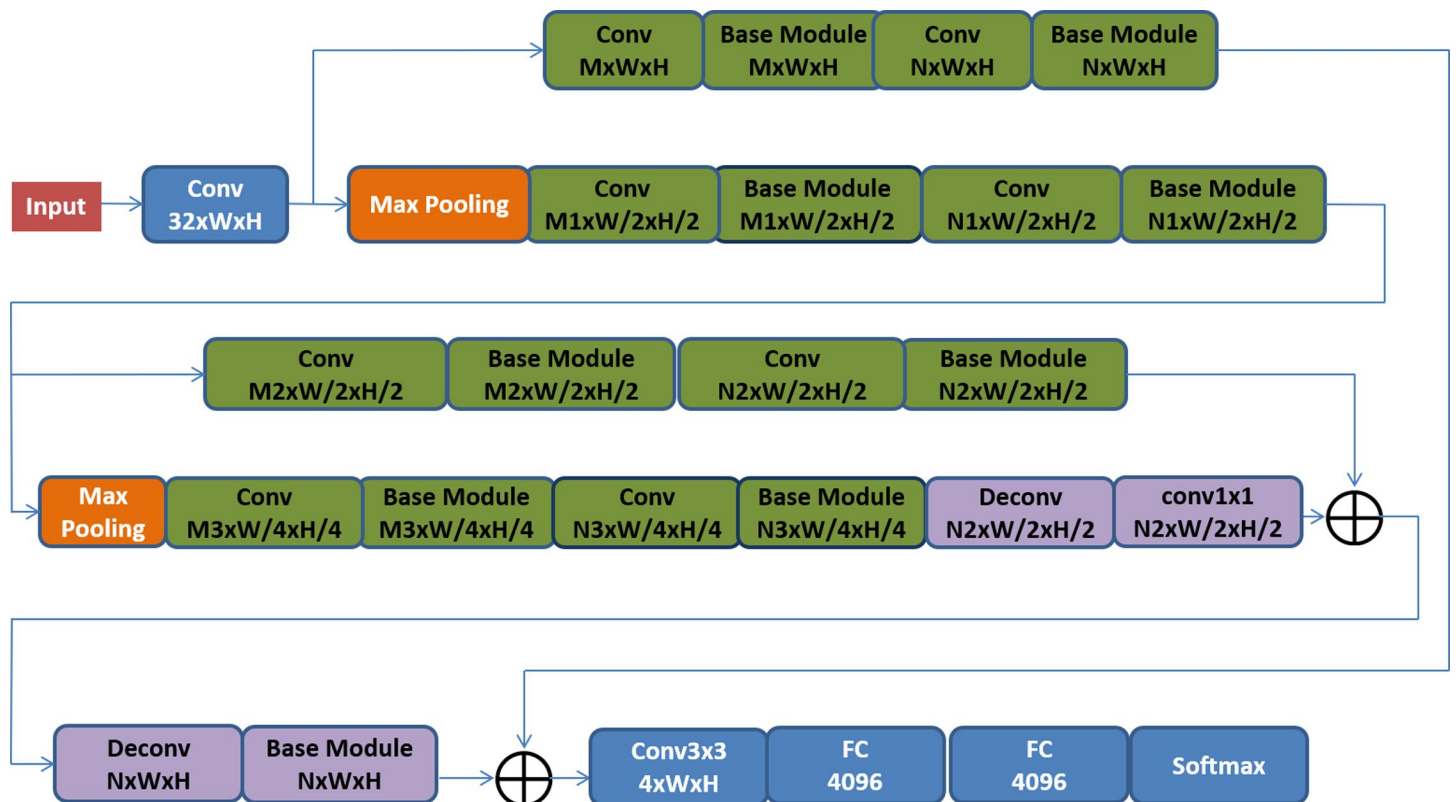 Conv
MxWxH
Base Module
MxWxH
Conv
NxWxH
Base Module
NxWxH
Input
Conv
32xWxH
Max Pooling
Conv
M1xW/2xH/2
Base Module
M1xW/2xH/2
Conv
N1xW/2xH/2
Base Module
N1xW/2xH/2
Conv
M2xW/2xH/2
Base Module
M2xW/2xH/2
Conv
N2xW/2xH/2
Base Module
N2xW/2xH/2
Max
Pooling
Conv
M3xW/4xH/4
Base Module
M3xW/4xH/4
Conv
N3xW/4xH/4
Base Module
N3xW/4xH/4
Deconv
N2xW/2xH/2
conv1x1
N2xW/2xH/2
Deconv
NxWxH
Base Module
NxWxH
Conv3x3
4xWxH
FC
4096
FC
4096
Softmax